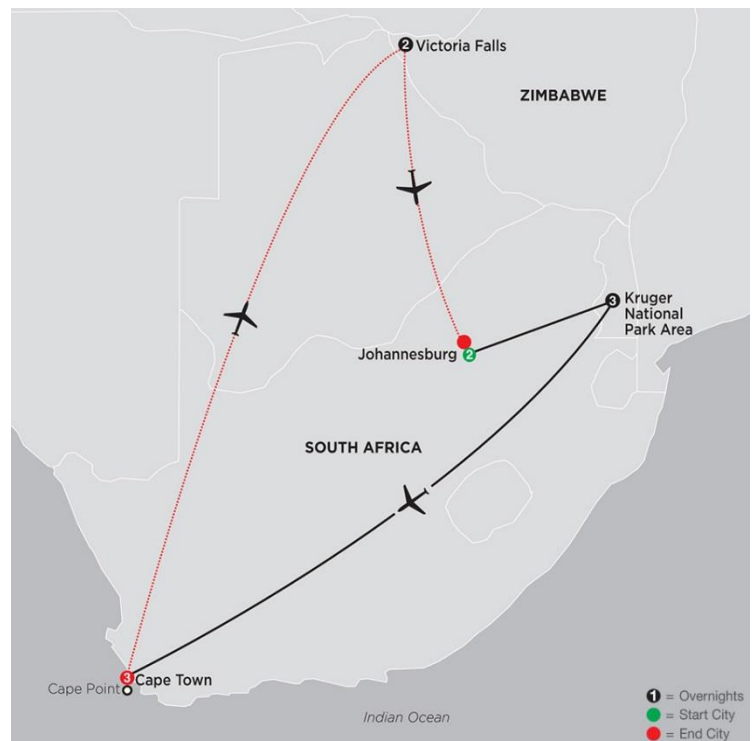 2 Victoria Falls
ZIMBABWE
3 Kruger
National
Park Area
Johannesburg 2
SOUTH AFRICA
3 Cape Town
Cape Point
Indian Ocean
1 = Overnights
= Start City
= End City